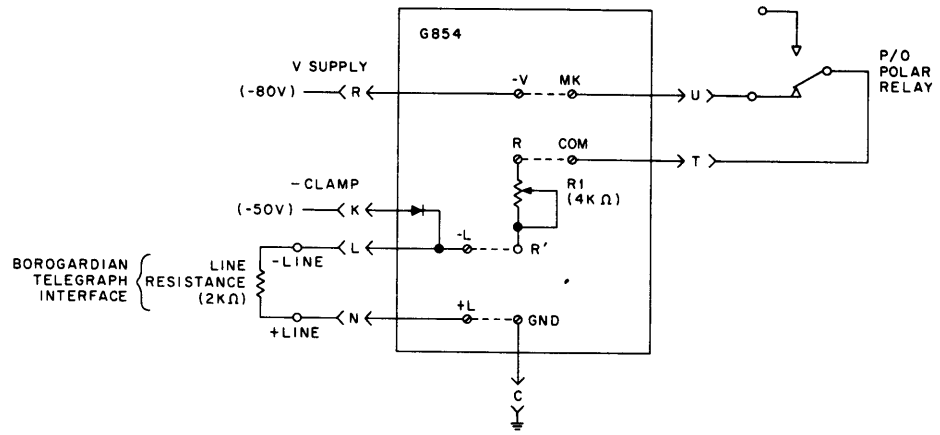 G854
V SUPPLY
(-80V)
R
-V
MK
U
P/O
POLAR
RELAY
R
COM
T
R1
(4KΩ)
-CLAMP
(-50V)
K
-L
R'
L
-LINE
BOROGARDIAN
TELEGRAPH
INTERFACE
LINE
RESISTANCE
(2KΩ)
N
+LINE
+L
GND
C